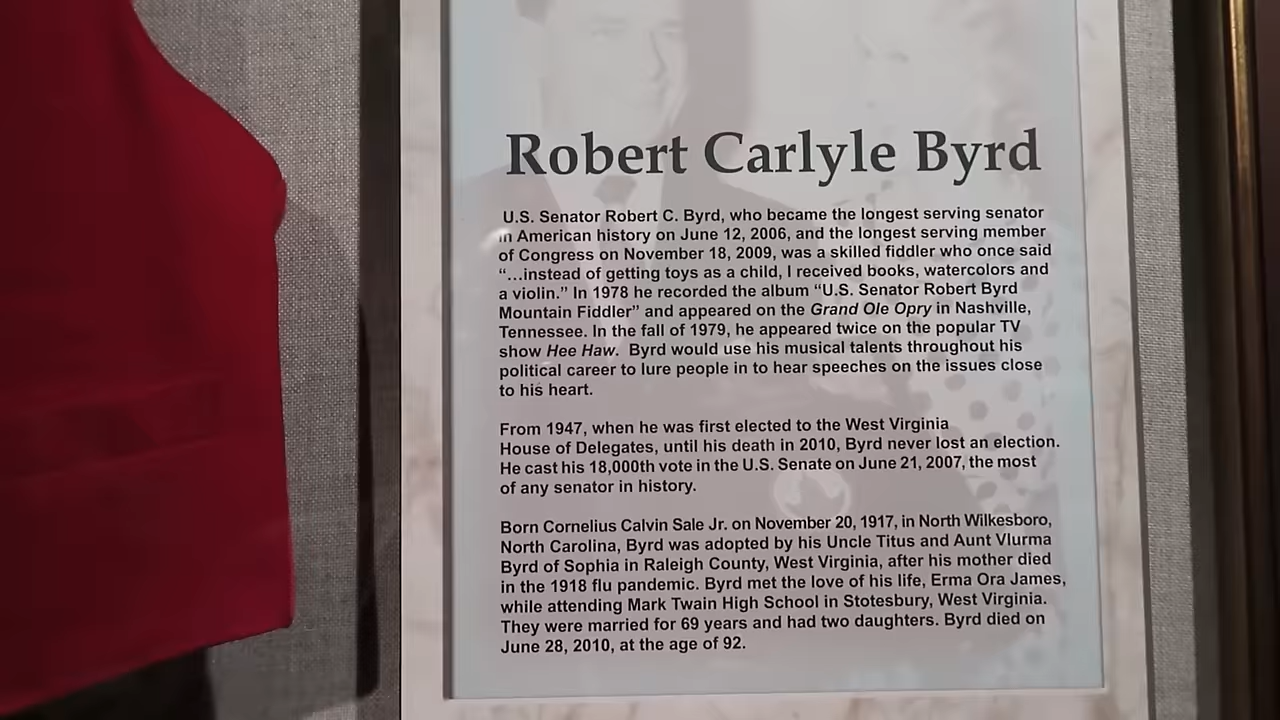 Robert Carlyle Byrd
U.S. Senator Robert C. Byrd, who became the longest serving senator
in American history on June 12, 2006, and the longest serving member
of Congress on November 18, 2009, was a skilled fiddler who once said
“...instead of getting toys as a child, I received books, watercolors and
a violin.” In 1978 he recorded the album “U.S. Senator Robert Byrd
Mountain Fiddler” and appeared on the Grand Ole Opry in Nashville,
Tennessee. In the fall of 1979, he appeared twice on the popular TV
show Hee Haw. Byrd would use his musical talents throughout his
political career to lure people in to hear speeches on the issues close
to his heart.
From 1947, when he was first elected to the West Virginia
House of Delegates, until his death in 2010, Byrd never lost an election.
He cast his 18,000th vote in the U.S. Senate on June 21, 2007, the most
of any senator in history.
Born Cornelius Calvin Sale Jr. on November 20, 1917, in North Wilkesboro,
North Carolina, Byrd was adopted by his Uncle Titus and Aunt Vlurma
Byrd of Sophia in Raleigh County, West Virginia, after his mother died
in the 1918 flu pandemic. Byrd met the love of his life, Erma Ora James,
while attending Mark Twain High School in Stotesbury, West Virginia.
They were married for 69 years and had two daughters. Byrd died on
June 28, 2010, at the age of 92.